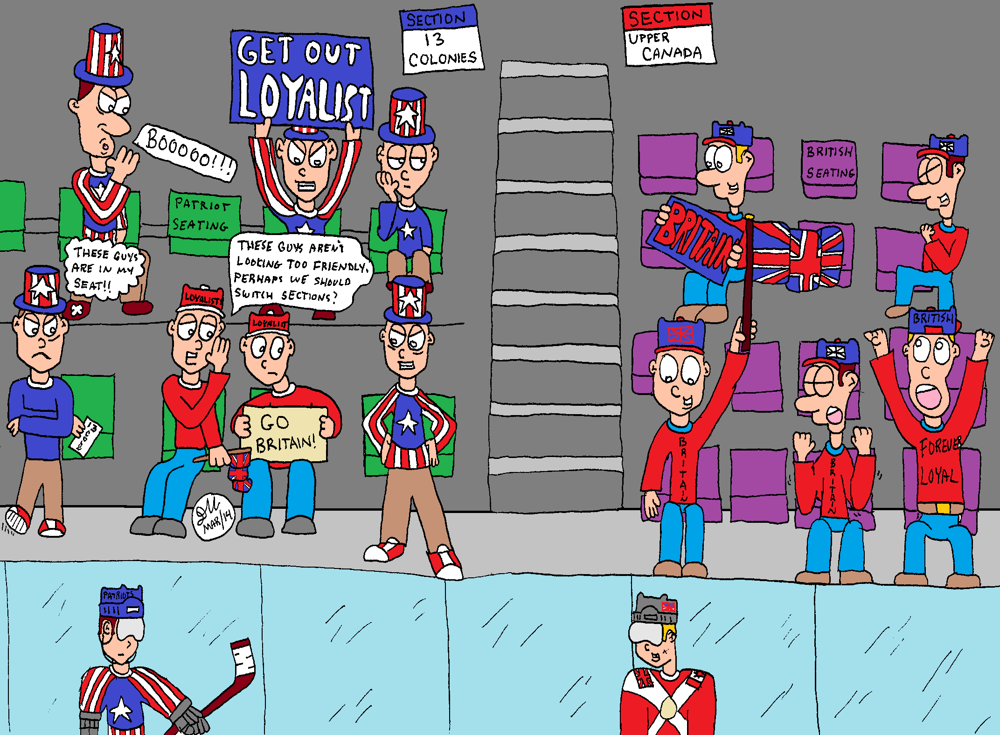 SECTION
13
COLONIES
SECTION
UPPER
CANADA
GET OUT
LOYALIST
BOOOOO!!!
PATRIOT
SEATING
BRITISH
SEATING
THESE GUYS
ARE IN MY
SEAT!!
THESE GUYS AREN'T
LOOKING TOO FRIENDLY.
PERHAPS WE SHOULD
SWITCH SECTIONS?
BRITAIN
LOYALIST
LOYALIST
BRITISH
GO
BRITAIN!
BRITAIN
BRITAIN
FOREVER
LOYAL
MAR/14
PATRIOTS